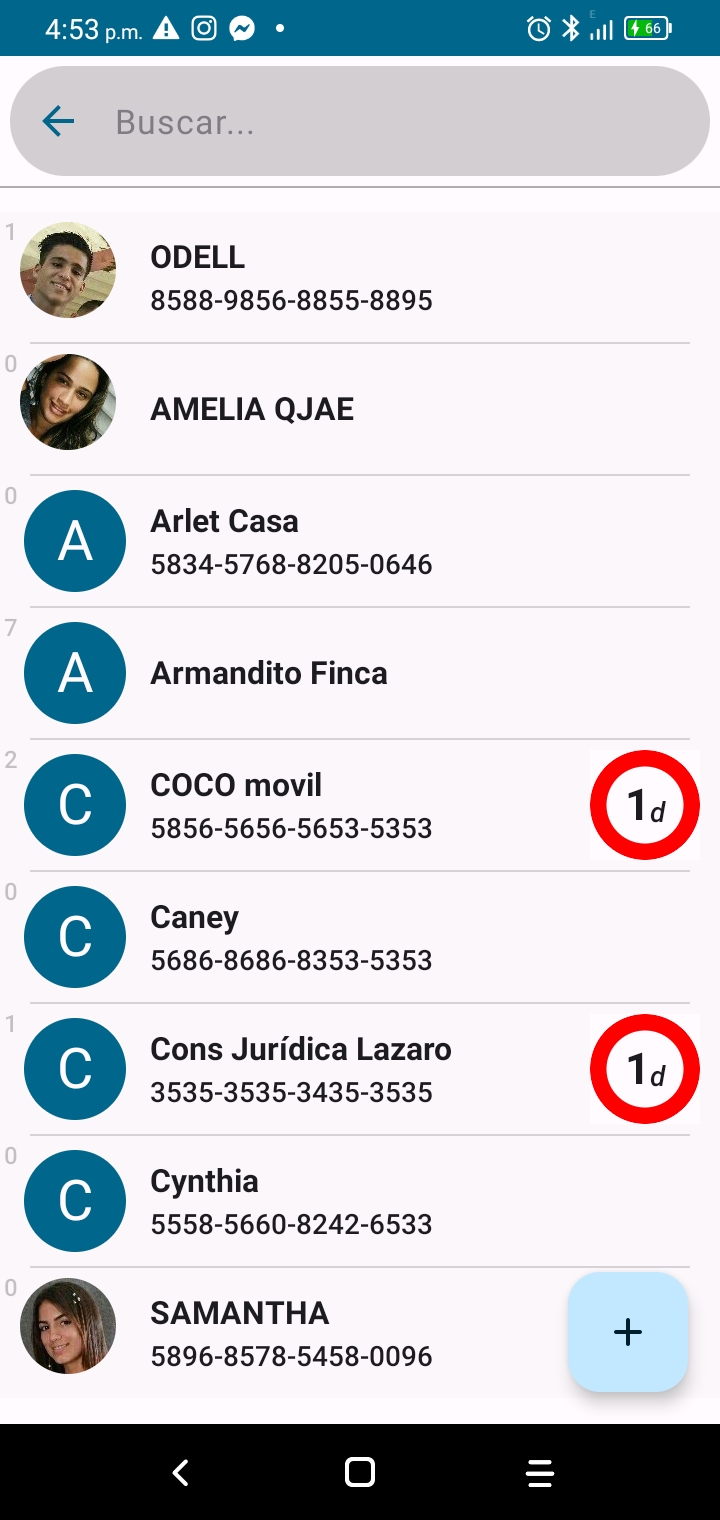 4:53 p.m.
E
66
Buscar...
1
ODELL
8588-9856-8855-8895
0
AMELIA QJAE
0
A
Arlet Casa
5834-5768-8205-0646
7
A
Armandito Finca
2
C
COCO movil
5856-5656-5653-5353
1d
0
C
Caney
5686-8686-8353-5353
1
C
Cons Jurídica Lazaro
3535-3535-3435-3535
1d
0
C
Cynthia
5558-5660-8242-6533
0
SAMANTHA
5896-8578-5458-0096
+